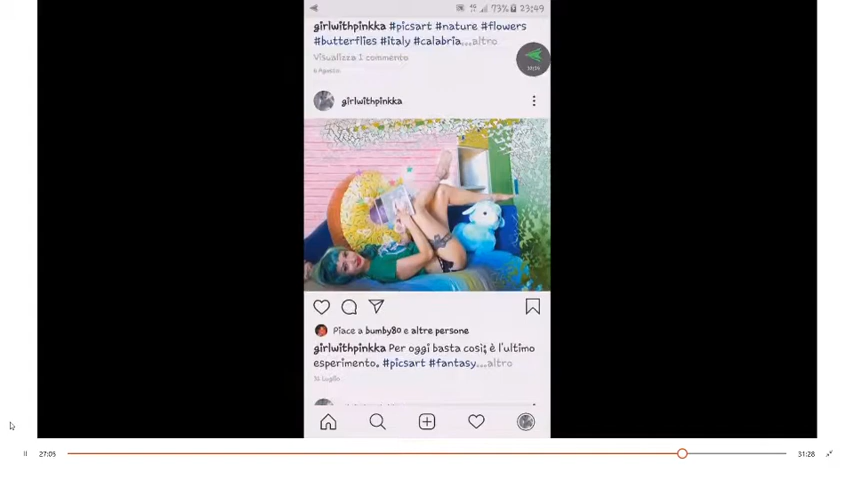 73% 23:49
girlwithpinkka #picsart #nature #flowers
#butterflies #italy #calabria...altro
Visualizza 1 commento
6 Agosto
girlwithpinkka
Piace a bumby80 e altre persone
girlwithpinkka Per oggi basta così; è l'ultimo
esperimento. #picsart #fantasy...altro
16 Luglio
27:05
31:28